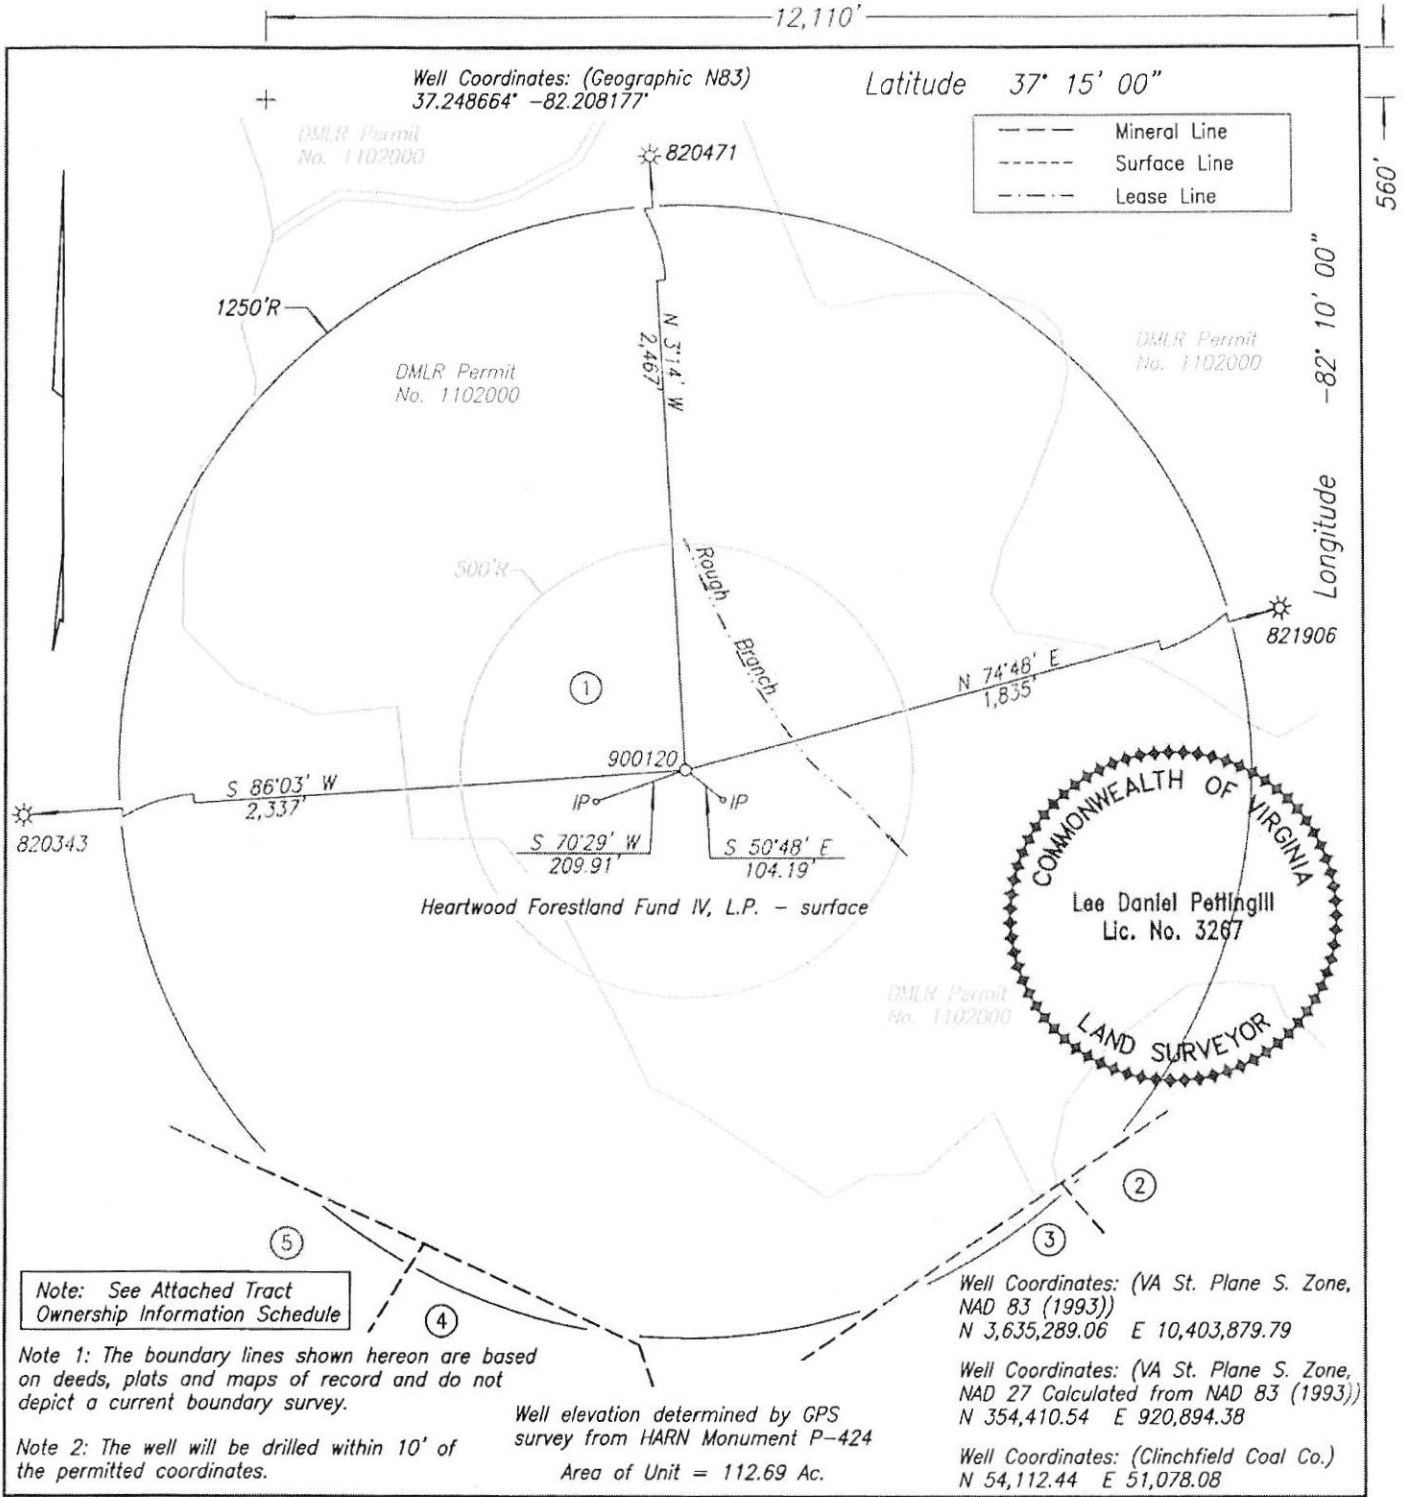 12,110'
Well Coordinates: (Geographic N83)
37.248664° -82.208177°
Latitude 37° 15' 00"
560'
Mineral Line
Surface Line
Lease Line
DMLR Permit
No. 1102000
820471
Longitude -82° 10' 00"
1250'R
N 3°14' W
2,467'
DMLR Permit
No. 1102000
DMLR Permit
No. 1102000
500'R
Rough
Branch
821906
N 74°48' E
1,835'
1
900120
S 86°03' W
2,337'
820343
IP
IP
S 70°29' W
209.91'
S 50°48' E
104.19'
Heartwood Forestland Fund IV, L.P. - surface
COMMONWEALTH OF VIRGINIA
Lee Daniel Pettingill
Lic. No. 3267
LAND SURVEYOR
DMLR Permit
No. 1102000
2
3
5
4
Note: See Attached Tract
Ownership Information Schedule
Note 1: The boundary lines shown hereon are based
on deeds, plats and maps of record and do not
depict a current boundary survey.
Note 2: The well will be drilled within 10' of
the permitted coordinates.
Well elevation determined by GPS
survey from HARN Monument P-424
Area of Unit = 112.69 Ac.
Well Coordinates: (VA St. Plane S. Zone,
NAD 83 (1993))
N 3,635,289.06 E 10,403,879.79
Well Coordinates: (VA St. Plane S. Zone,
NAD 27 Calculated from NAD 83 (1993))
N 354,410.54 E 920,894.38
Well Coordinates: (Clinchfield Coal Co.)
N 54,112.44 E 51,078.08